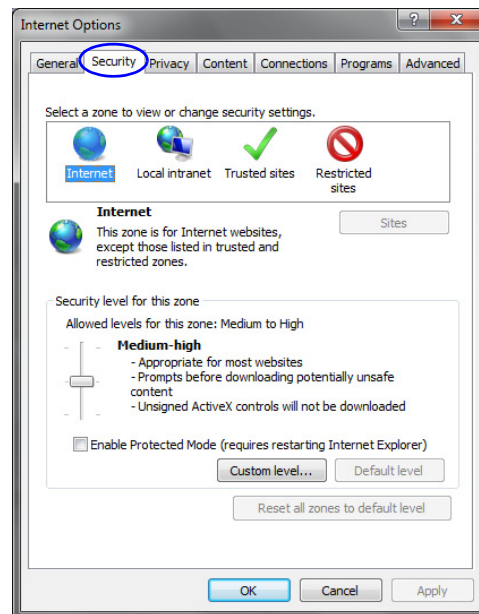 Internet Options
?
X
General Security Privacy Content Connections Programs Advanced
Select a zone to view or change security settings.
Internet Local intranet Trusted sites Restricted
sites
Internet
Sites
This zone is for Internet websites,
except those listed in trusted and
restricted zones.
Security level for this zone
Allowed levels for this zone: Medium to High
Medium-high
- Appropriate for most websites
- Prompts before downloading potentially unsafe
content
- Unsigned ActiveX controls will not be downloaded
Enable Protected Mode (requires restarting Internet Explorer)
Custom level... Default level
Reset all zones to default level
OK Cancel Apply